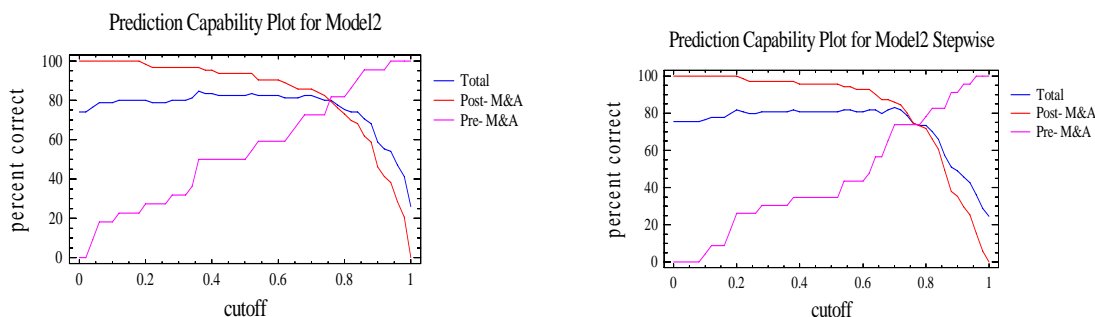 Prediction Capability Plot for Model2
percent correct
100
80
60
40
20
0
0
0.2
0.4
0.6
0.8
1
cutoff
Total
Post- M&A
Pre- M&A
Prediction Capability Plot for Model2 Stepwise
percent correct
100
80
60
40
20
0
0
0.2
0.4
0.6
0.8
1
cutoff
Total
Post- M&A
Pre- M&A